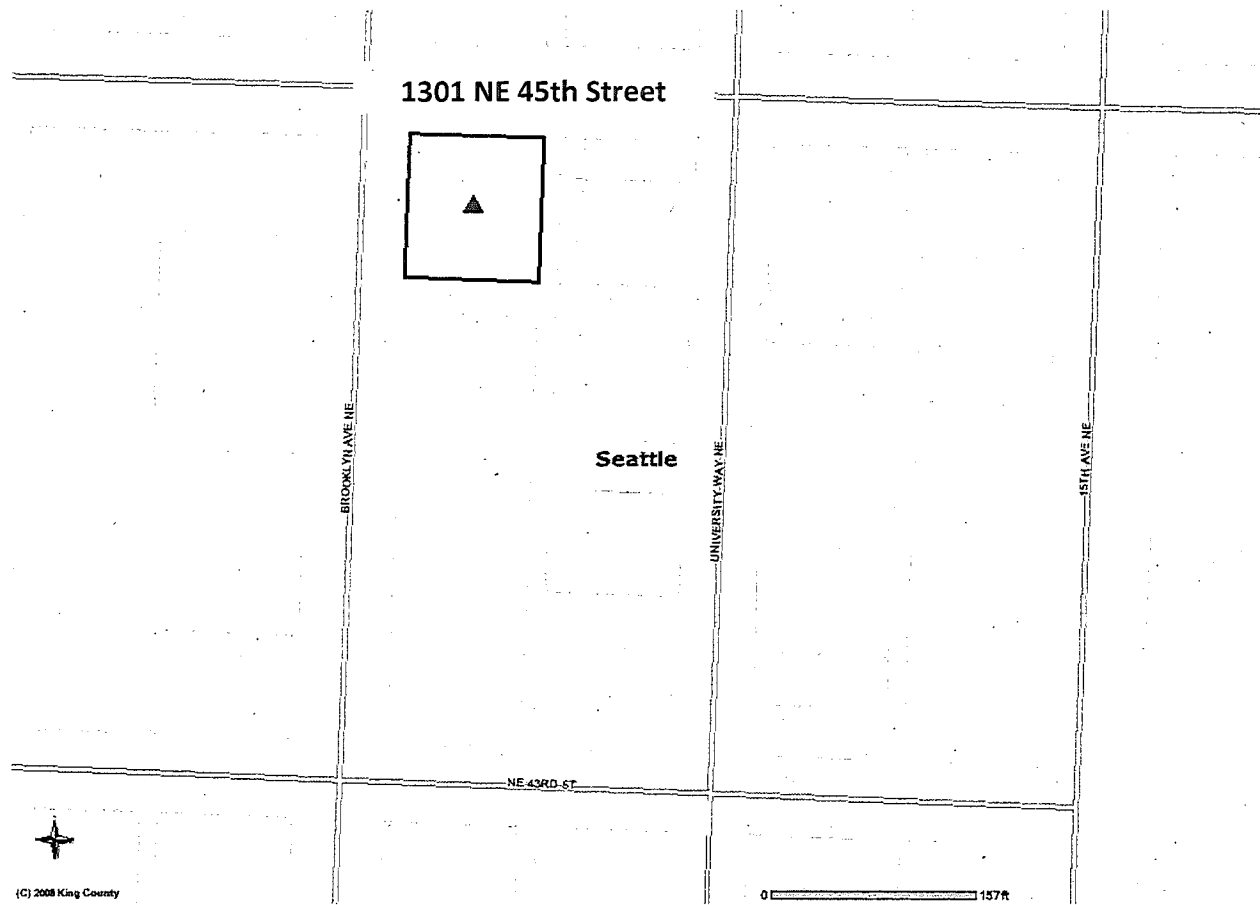 1301 NE 45th Street
BROOKLYN AVE NE
Seattle
UNIVERSITY WAY NE
15TH AVE NE
NE 43RD ST
(C) 2008 King County
0 157ft